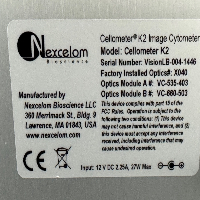 Nexcelom
Bioscience
Cellometer® K2 Image Cytometer
Model: Cellometer K2
Serial Number: VisionLB-004-1446
Factory Installed Optics#: X040
Optics Module A #: VC-535-403
Optics Module B #: VC-660-503
Manufactured by
Nexcelom Bioscience LLC
360 Merrimack St., Bldg. 9
Lawrence, MA 01843, USA
www.nexcelom.com
This device complies with part 15 of the
FCC Rules. Operation is subject to
the following two conditions: (1) this device
may not cause harmful interference, and (2)
this device must accept any interference
received, including interference that may
cause undesired operation.
Input: 12 V DC 2.25A, 27W Max